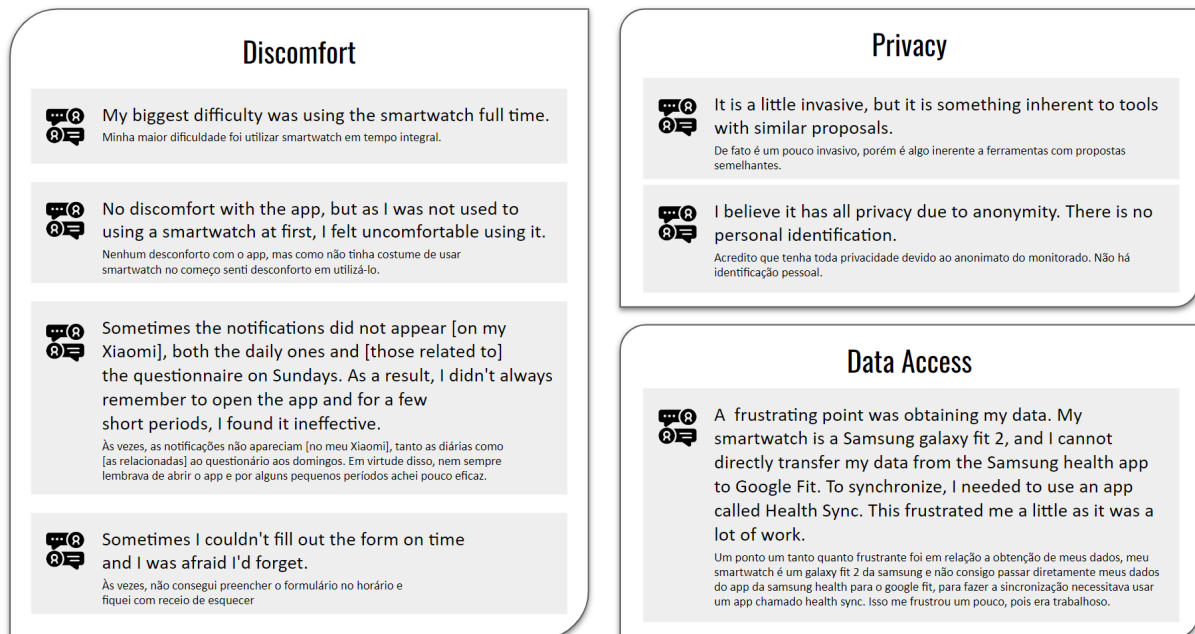 Discomfort
My biggest difficulty was using the smartwatch full time.
Minha maior dificuldade foi utilizar smartwatch em tempo integral.
No discomfort with the app, but as I was not used to
using a smartwatch at first, I felt uncomfortable using it.
Nenhum desconforto com o app, mas como não tinha costume de usar
smartwatch no começo senti desconforto em utilizá-lo.
Sometimes the notifications did not appear [on my
Xiaomi], both the daily ones and [those related to]
the questionnaire on Sundays. As a result, I didn't always
remember to open the app and for a few
short periods, I found it ineffective.
Às vezes, as notificações não apareciam [no meu Xiaomi], tanto as diárias como
[as relacionadas] ao questionário aos domingos. Em virtude disso, nem sempre
lembrava de abrir o app e por alguns pequenos períodos achei pouco eficaz.
Sometimes I couldn't fill out the form on time
and I was afraid I'd forget.
Às vezes, não consegui preencher o formulário no horário e
fiquei com receio de esquecer
Privacy
It is a little invasive, but it is something inherent to tools
with similar proposals.
De fato é um pouco invasivo, porém é algo inerente a ferramentas com propostas
semelhantes.
I believe it has all privacy due to anonymity. There is no
personal identification.
Acredito que tenha toda privacidade devido ao anonimato do monitorado. Não há
identificação pessoal.
Data Access
A frustrating point was obtaining my data. My
smartwatch is a Samsung galaxy fit 2, and I cannot
directly transfer my data from the Samsung health app
to Google Fit. To synchronize, I needed to use an app
called Health Sync. This frustrated me a little as it was a
lot of work.
Um ponto um tanto quanto frustrante foi em relação a obtenção de meus dados, meu
smartwatch é um galaxy fit 2 da samsung e não consigo passar diretamente meus dados
do app da samsung health para o google fit, para fazer a sincronização necessitava usar
um app chamado health sync. Isso me frustrou um pouco, pois era trabalhoso.